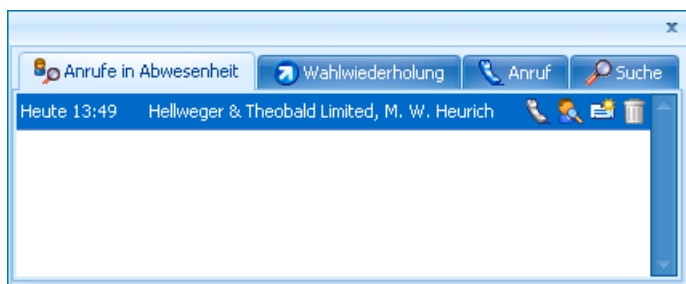 x
Anrufe in Abwesenheit Wahlwiederholung Anruf Suche
Heute 13:49 Hellweger & Theobald Limited, M. W. Heurich